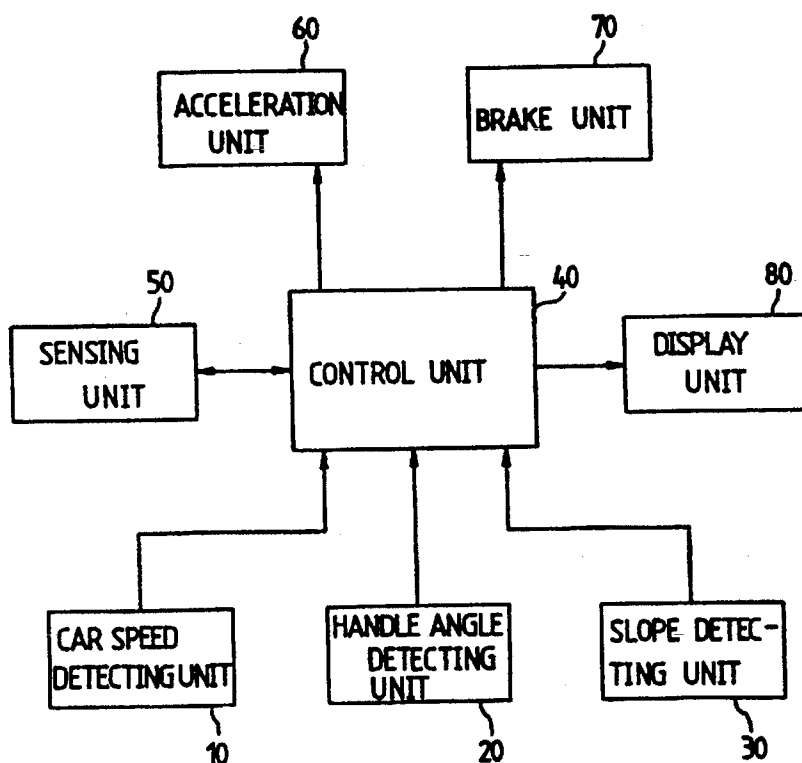 60
ACCELERATION
UNIT
70
BRAKE UNIT
50
SENSING
UNIT
40
CONTROL UNIT
80
DISPLAY
UNIT
CAR SPEED
DETECTING UNIT
10
HANDLE ANGLE
DETECTING
UNIT
20
SLOPE DETEC-
TING UNIT
30